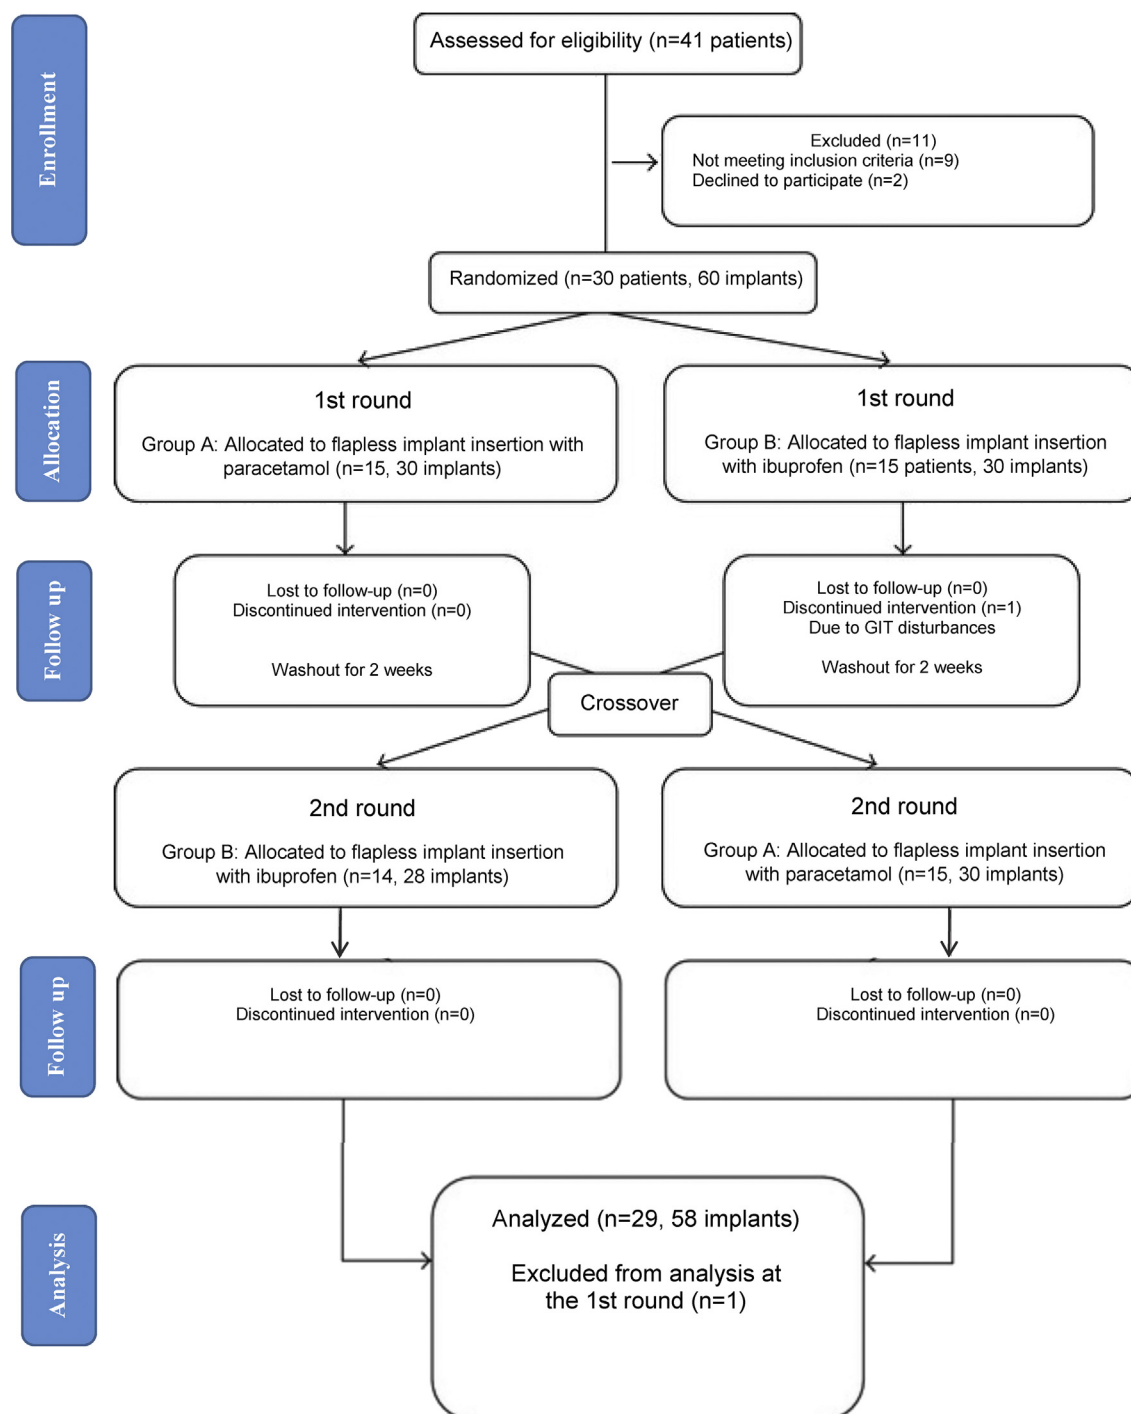 Enrollment
Assessed for eligibility (n=41 patients)
Excluded (n=11)
Not meeting inclusion criteria (n=9)
Declined to participate (n=2)
Randomized (n=30 patients, 60 implants)
Allocation
1st round
Group A: Allocated to flapless implant insertion with
paracetamol (n=15, 30 implants)
1st round
Group B: Allocated to flapless implant insertion
with ibuprofen (n=15 patients, 30 implants)
Follow up
Lost to follow-up (n=0)
Discontinued intervention (n=0)
Washout for 2 weeks
Lost to follow-up (n=0)
Discontinued intervention (n=1)
Due to GIT disturbances
Washout for 2 weeks
Crossover
2nd round
Group B: Allocated to flapless implant insertion
with ibuprofen (n=14, 28 implants)
2nd round
Group A: Allocated to flapless implant insertion
with paracetamol (n=15, 30 implants)
Follow up
Lost to follow-up (n=0)
Discontinued intervention (n=0)
Lost to follow-up (n=0)
Discontinued intervention (n=0)
Analysis
Analyzed (n=29, 58 implants)
Excluded from analysis at
the 1st round (n=1)